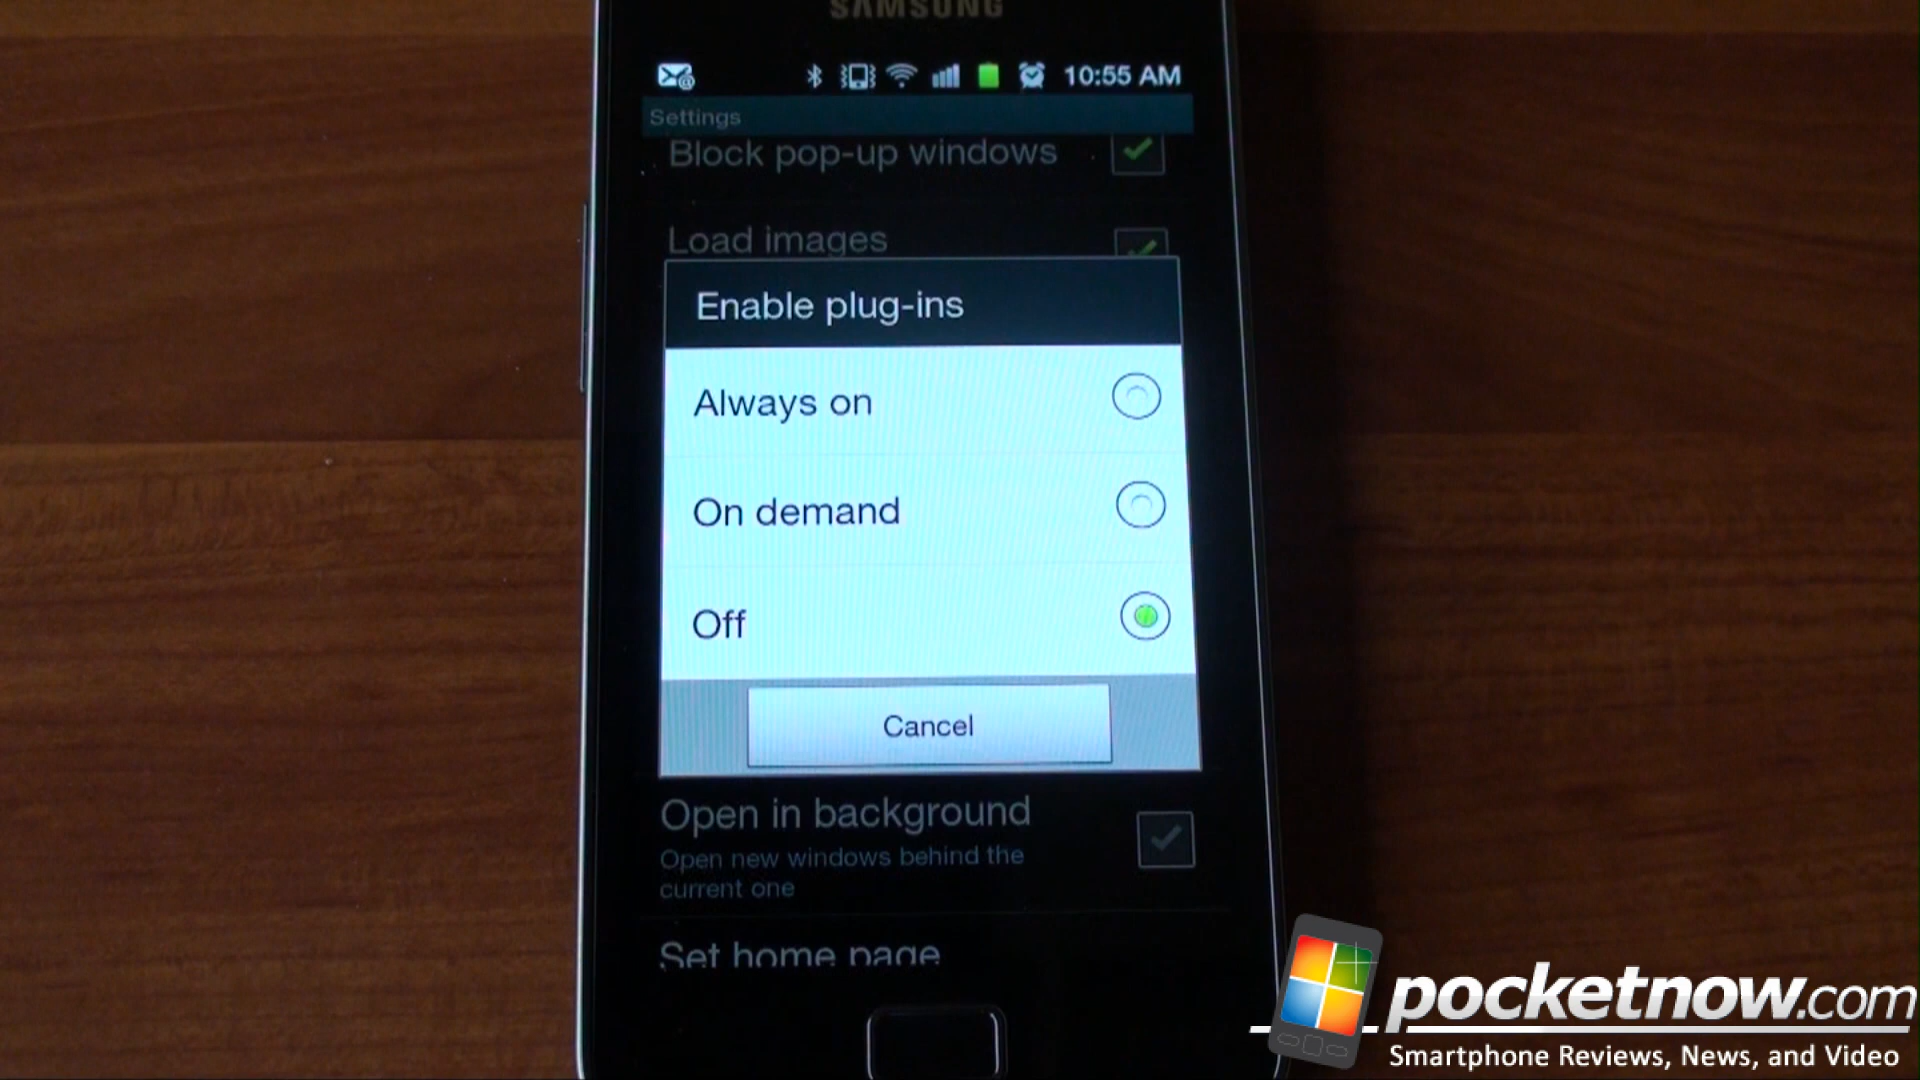 SAMSUNG
10:55 AM
Settings
Block pop-up windows
Load images
Enable plug-ins
Always on
On demand
Off
Cancel
Open in background
Open new windows behind the
current one
Set home page
pocketnow.com
Smartphone Reviews, News, and Video